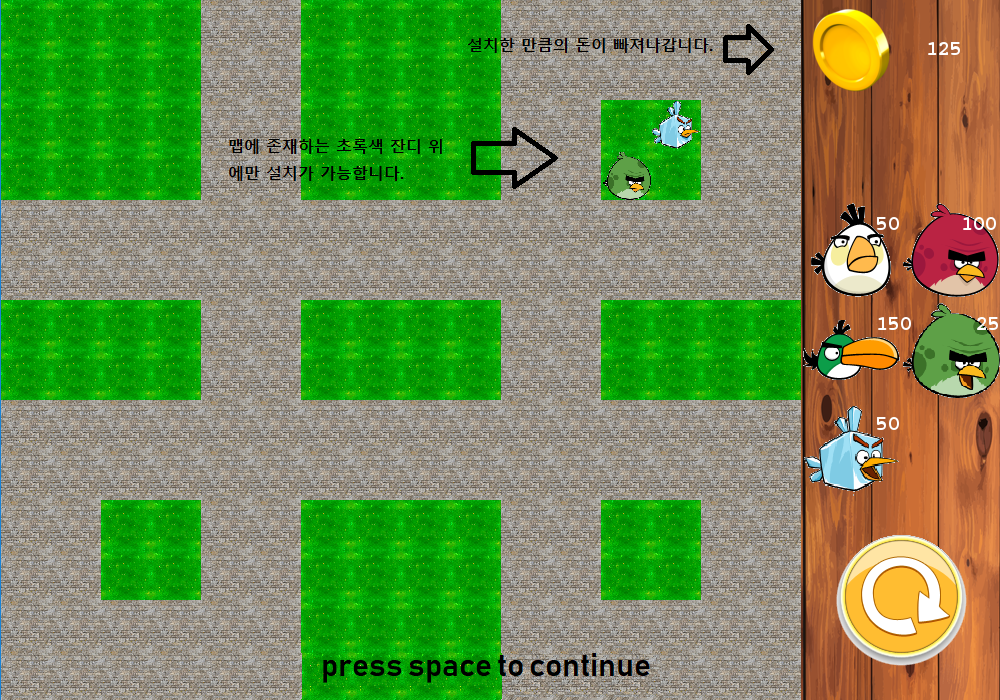 설치한 만큼의 돈이 빠져나갑니다.
125
맵에 존재하는 초록색 잔디 위
에만 설치가 가능합니다.
50
100
150
25
50
press space to continue